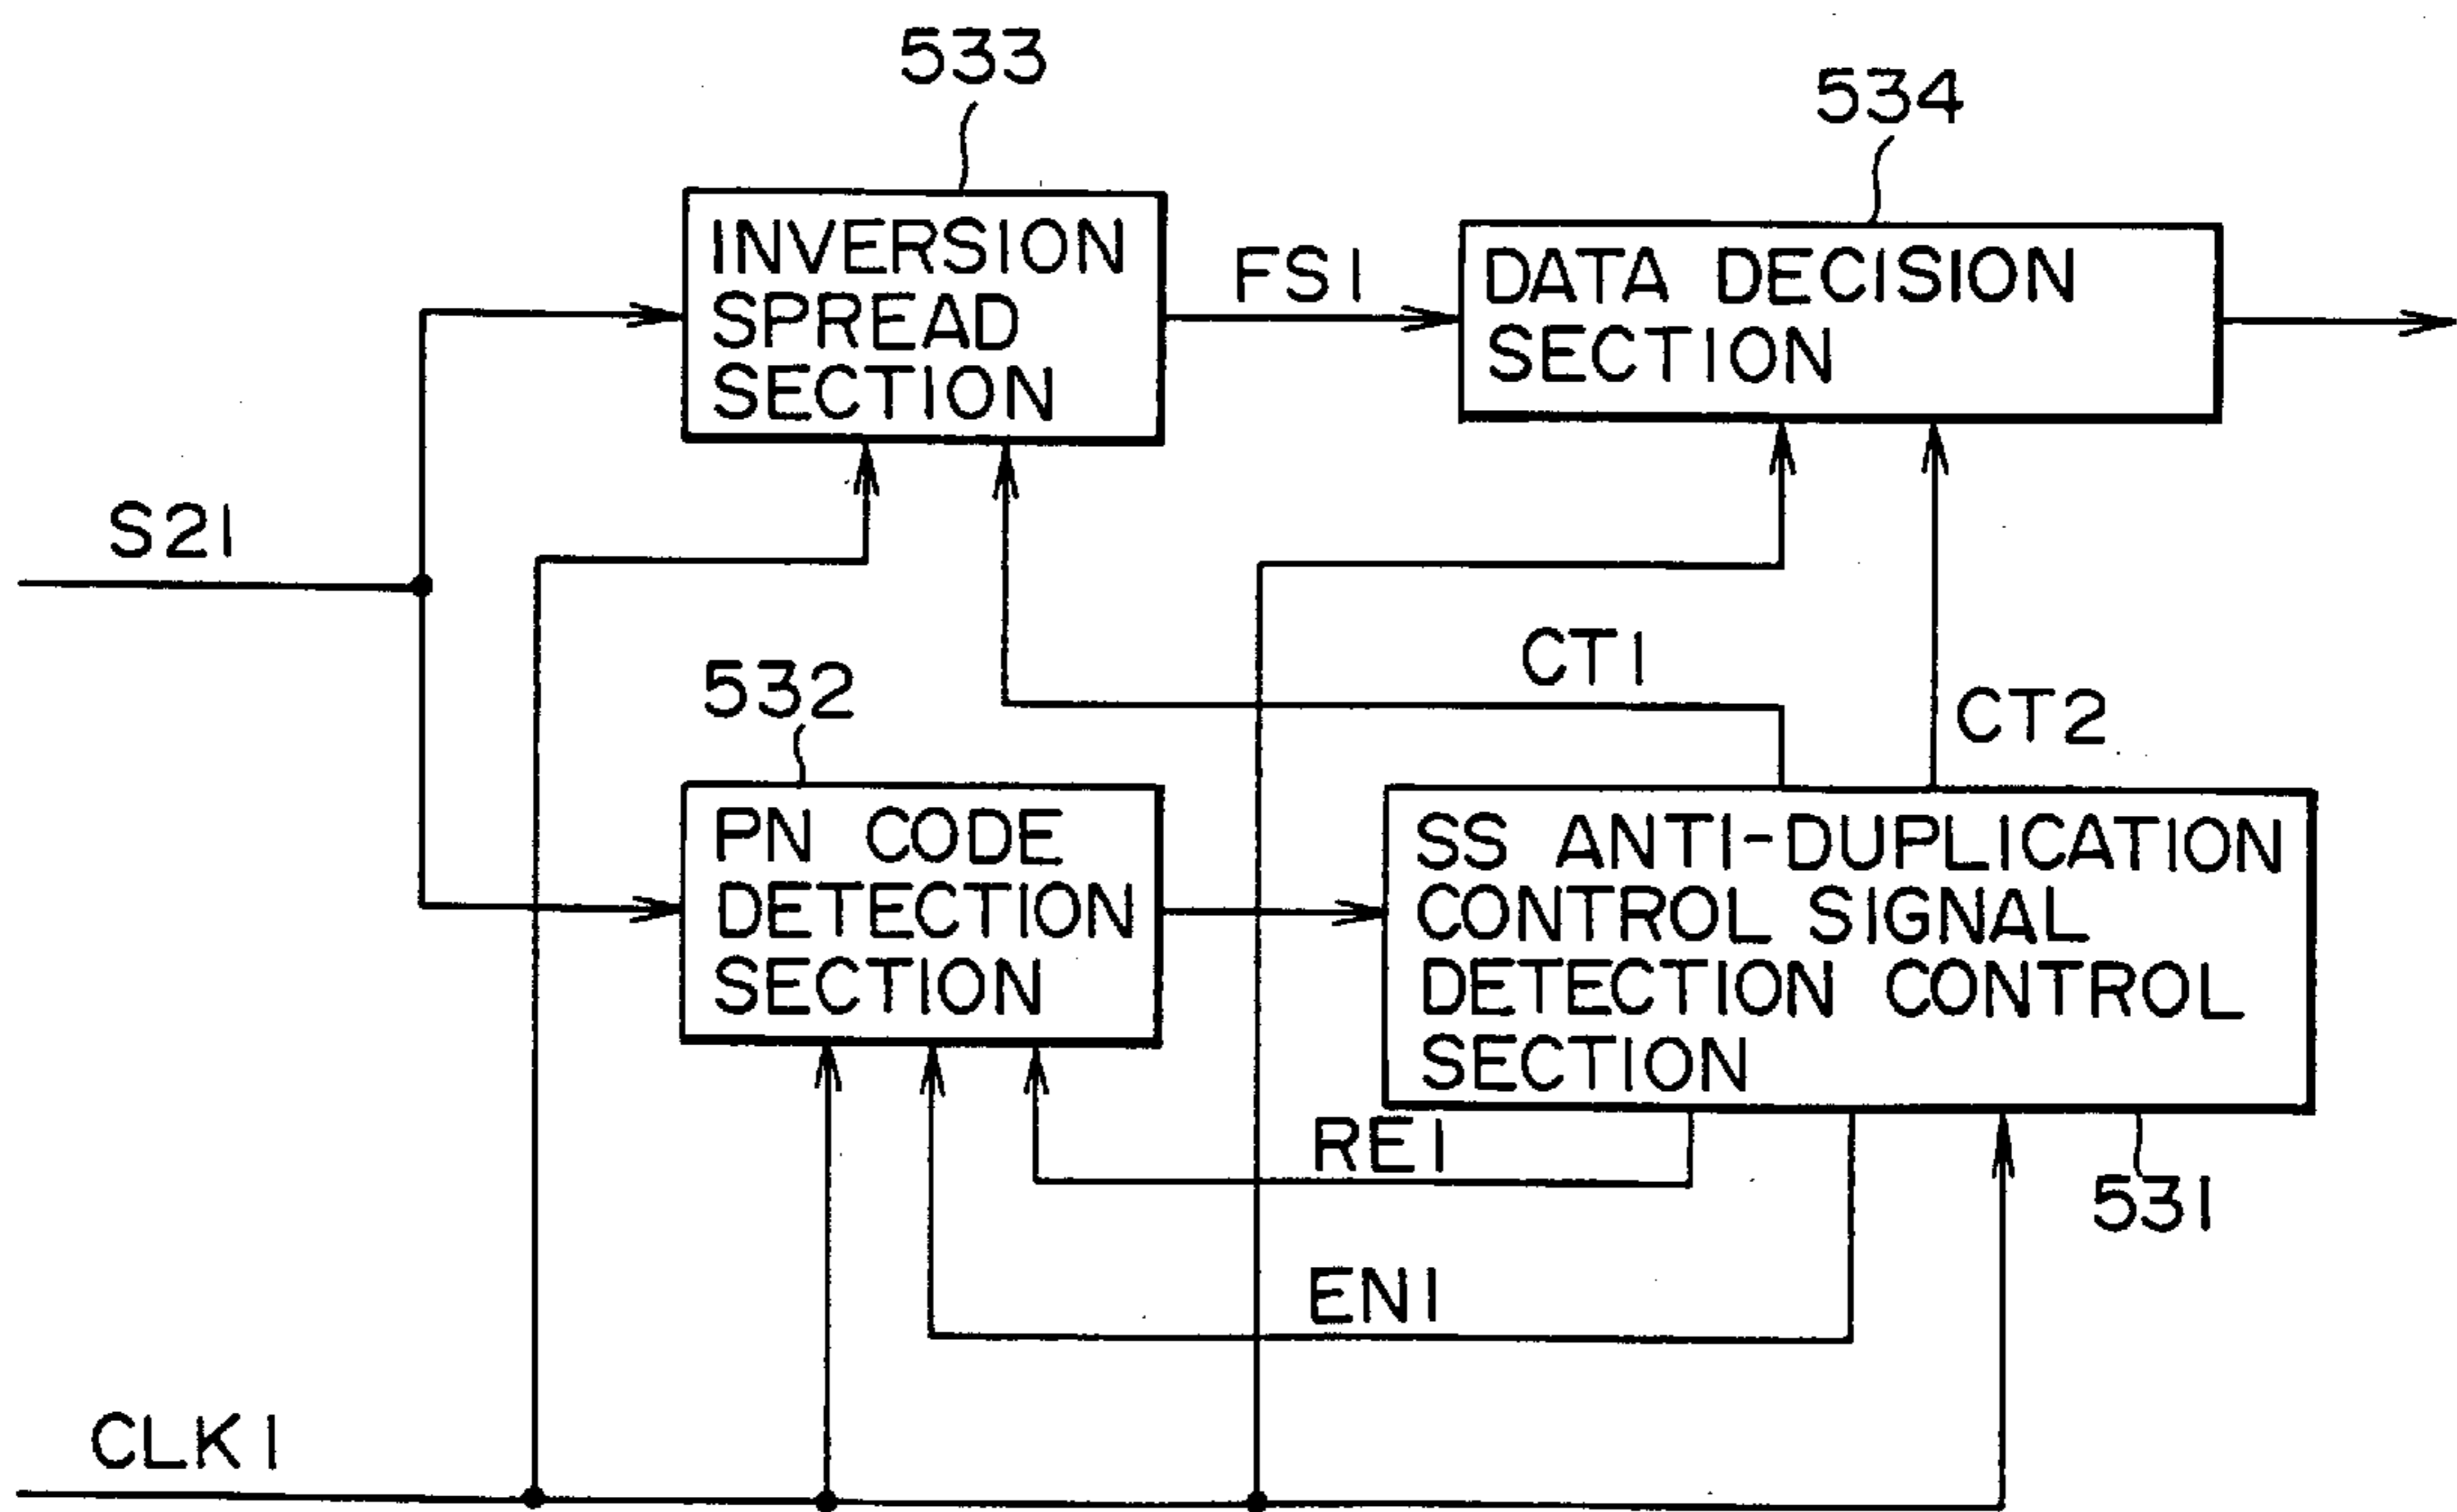 533
534
INVERSION
SPREAD
SECTION
FS1
DATA DECISION
SECTION
S21
CT1
532
CT2
PN CODE
DETECTION
SECTION
SS ANTI-DUPLICATION
CONTROL SIGNAL
DETECTION CONTROL
SECTION
RE1
531
EN1
CLK1